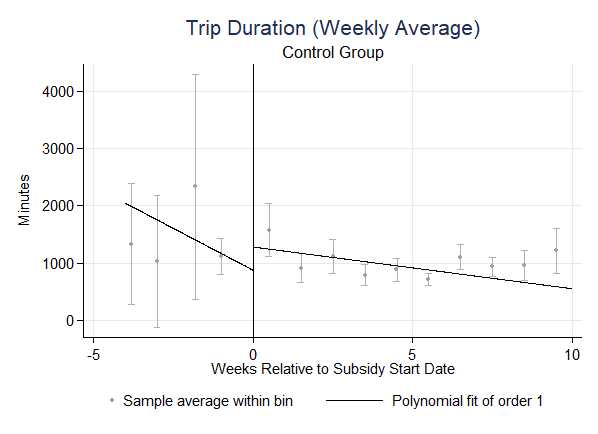 Trip Duration (Weekly Average)
Control Group
4000
3000
2000
1000
0
Minutes
-5
0
5
10
Weeks Relative to Subsidy Start Date
Sample average within bin
Polynomial fit of order 1